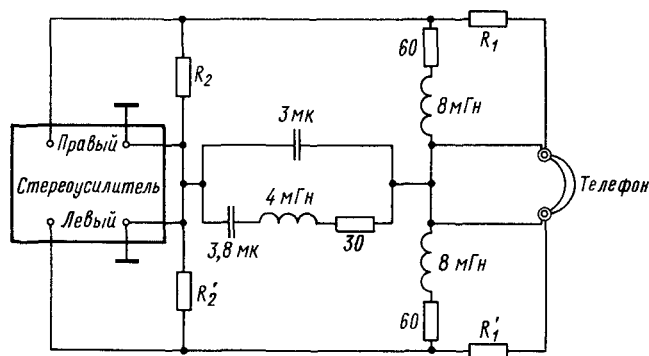 60
R₁
R₂
8 мГн
3 мк
Правый
Стереоусилитель
Левый
4 мГн
3,8 мк
30
Телефон
8 мГн
R₂'
60
R₁'